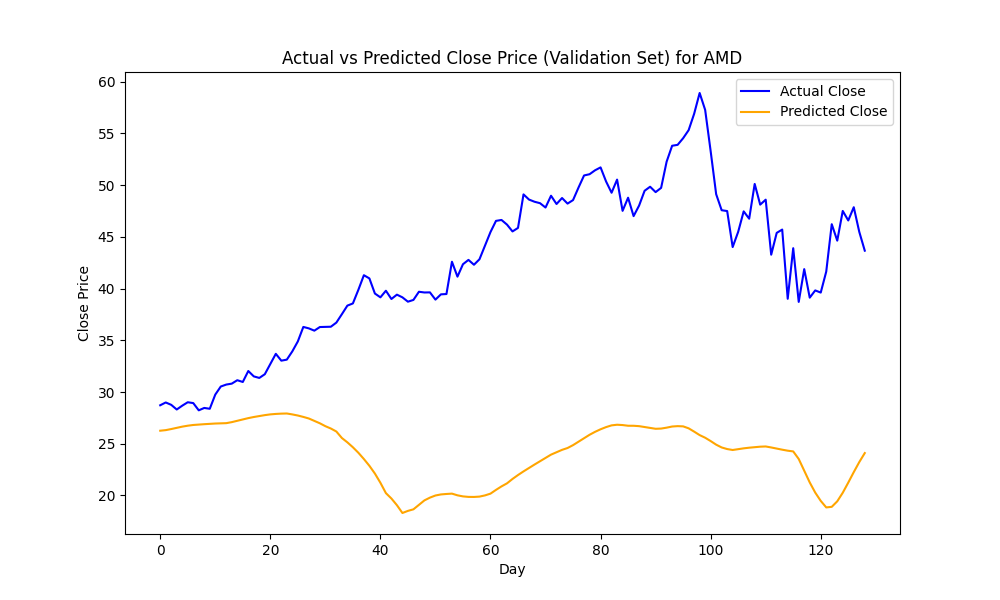 Actual vs Predicted Close Price (Validation Set) for AMD
Actual Close
Predicted Close
Close Price
60
55
50
45
40
35
30
25
20
0 20 40 60 80 100 120
Day